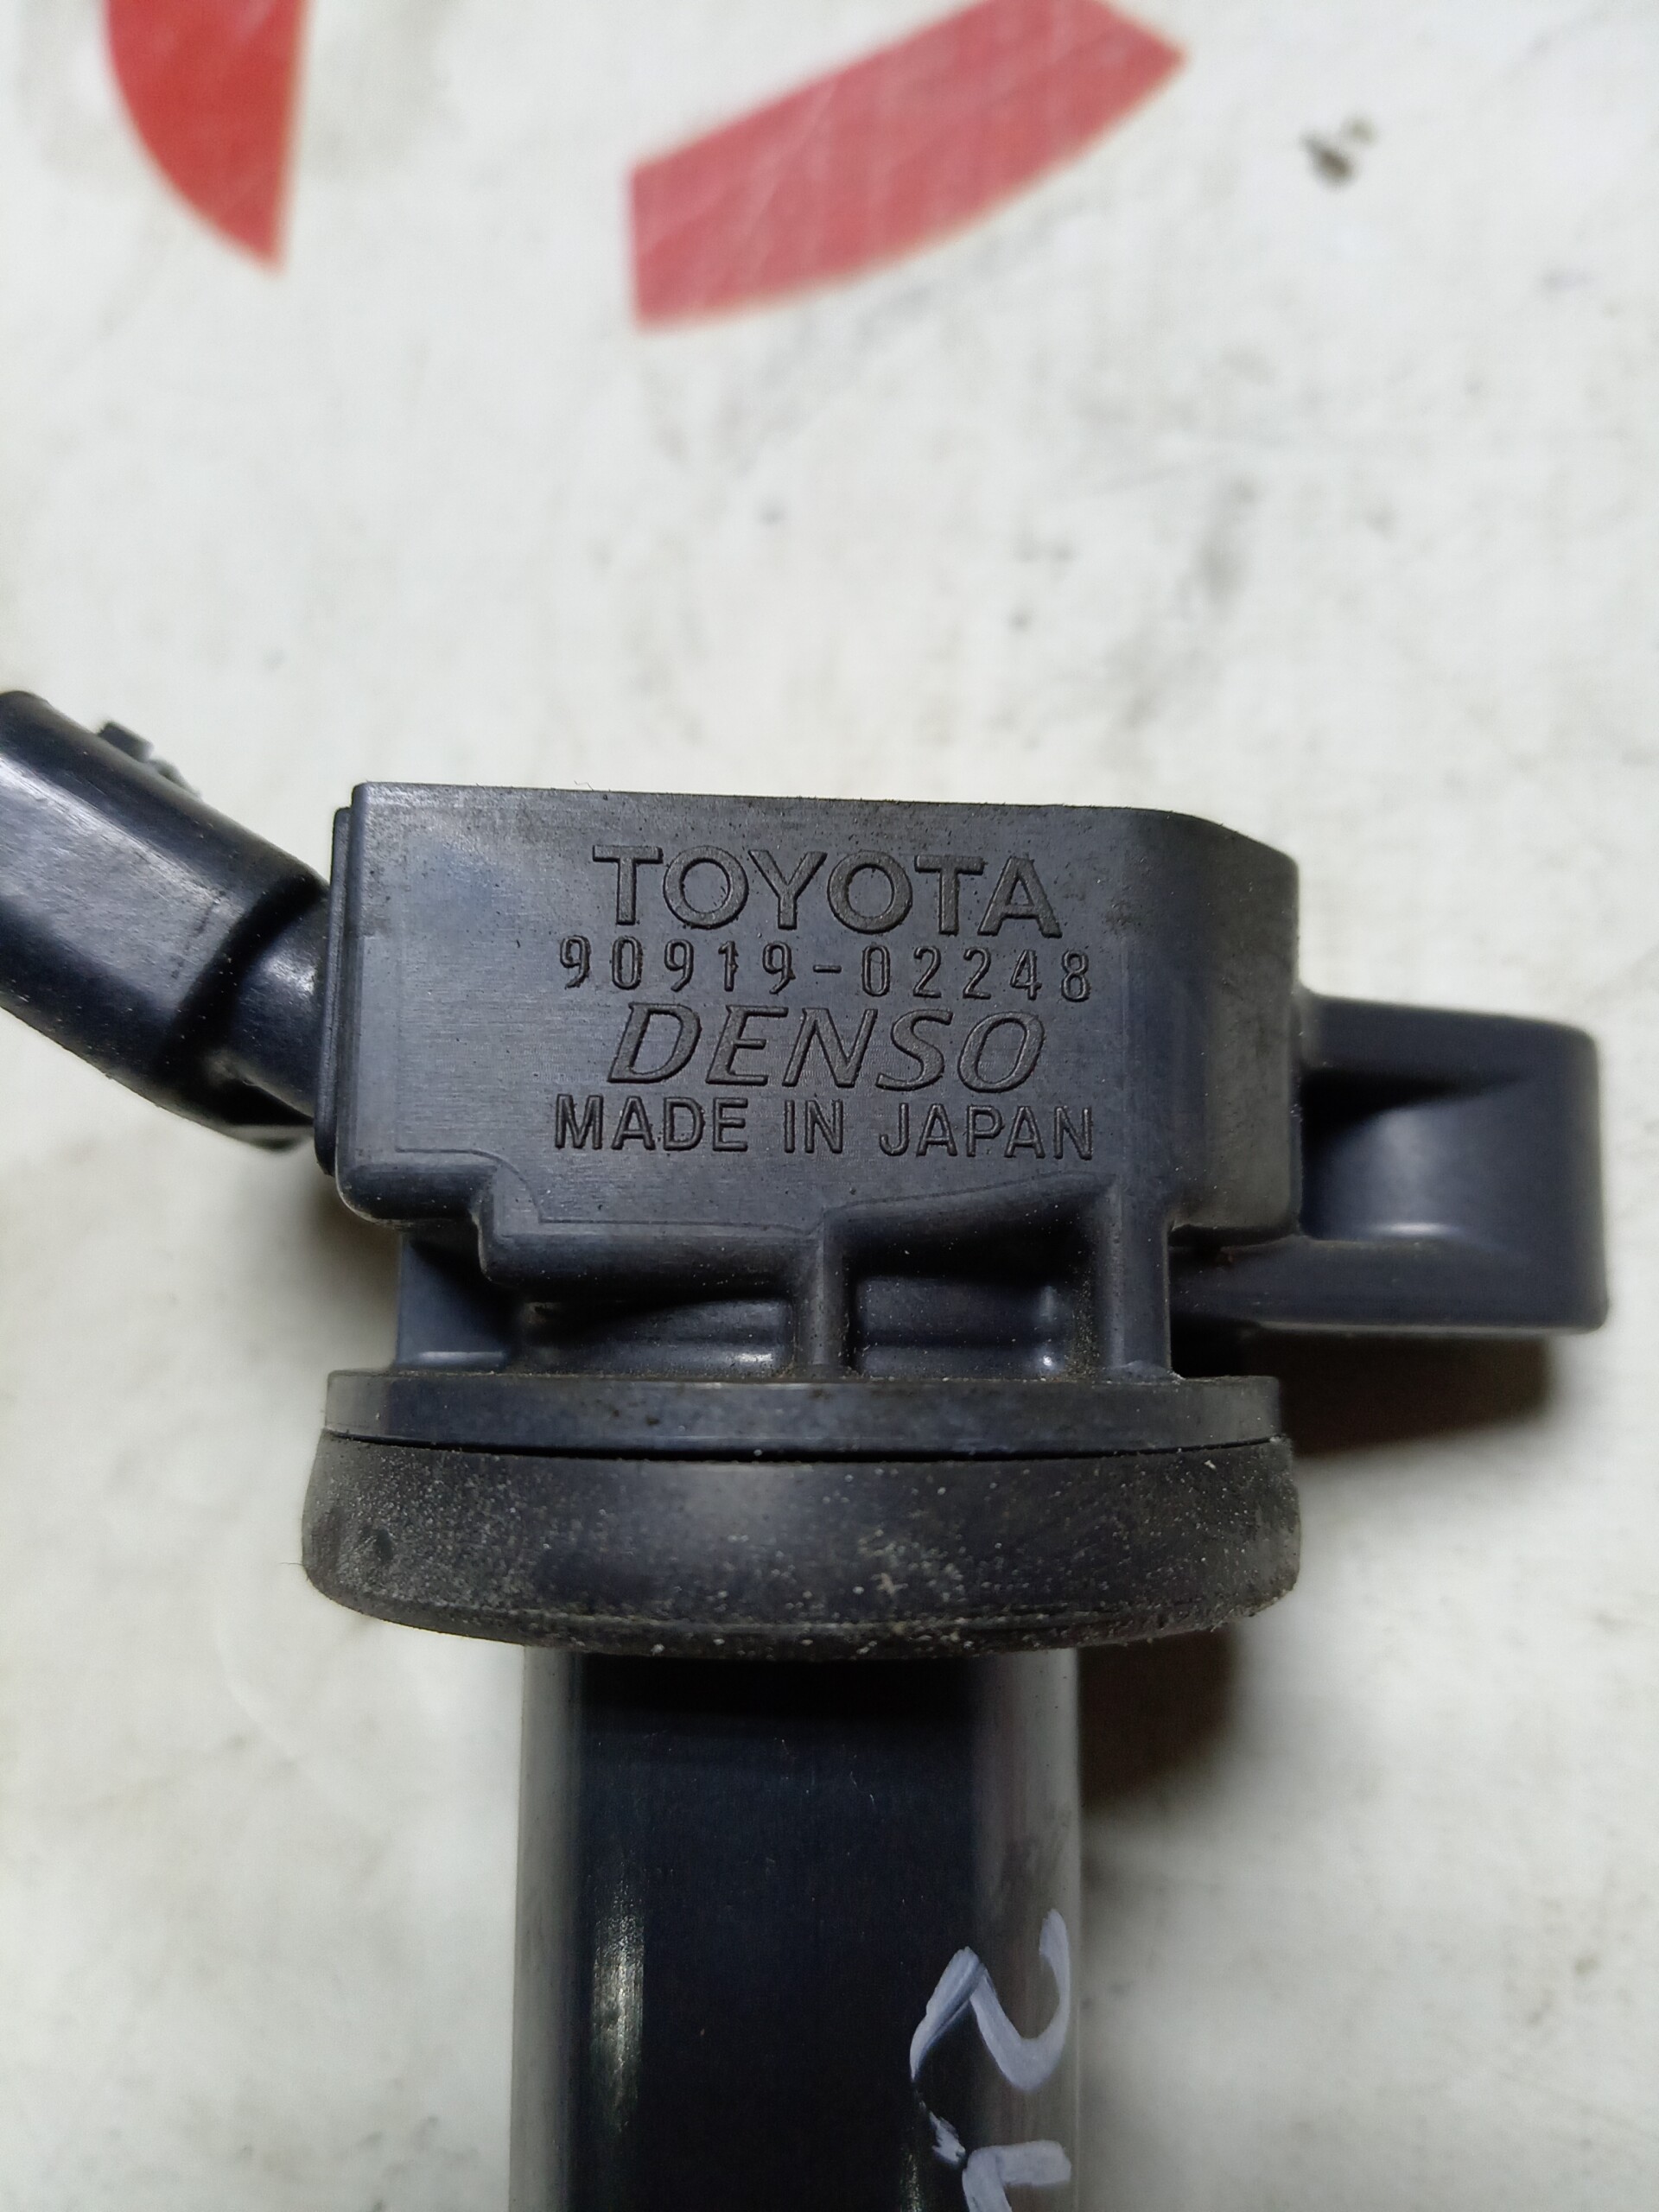 TOYOTA
90919-02248
DENSO
MADE IN JAPAN